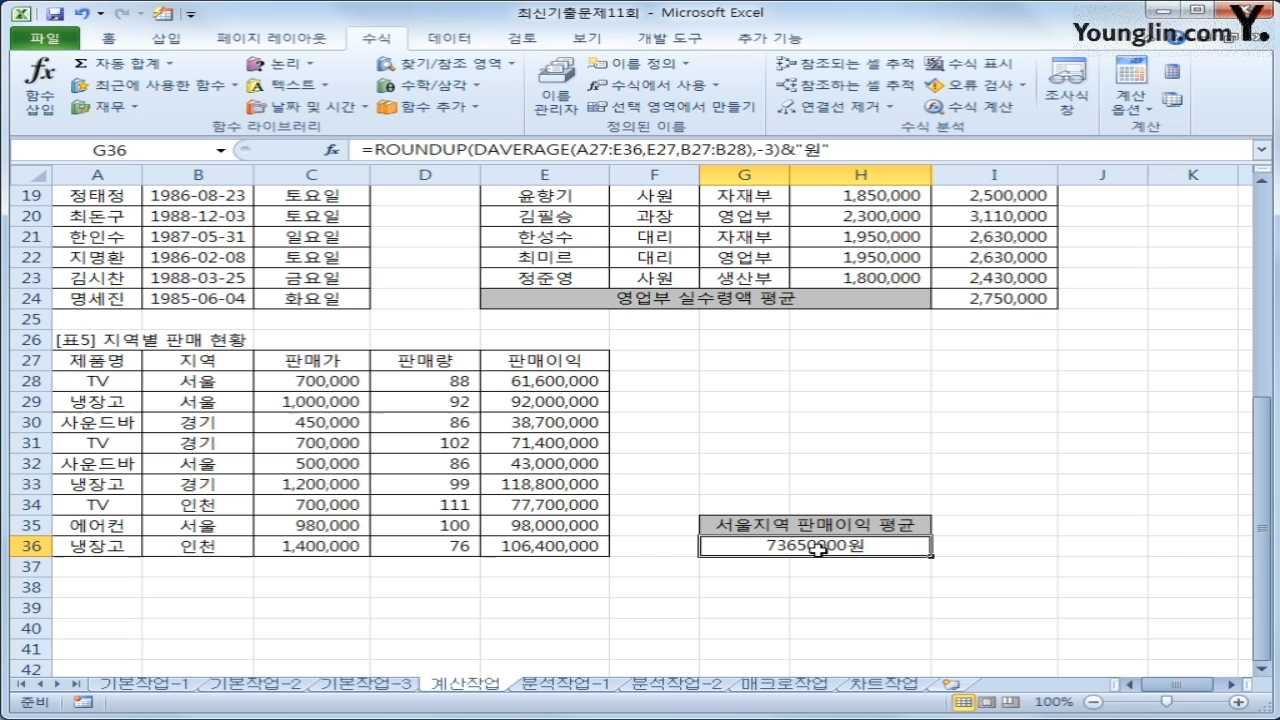 최신기출문제11회 - Microsoft Excel
YoungJin.com Y.
파일 홈 삽입 페이지 레이아웃 수식 데이터 검토 보기 개발 도구 추가 기능
fx 함수 삽입
Σ 자동 합계 논리 찾기/참조 영역
최근에 사용한 함수 텍스트 수학/삼각
재무 날짜 및 시간 함수 추가
함수 라이브러리
이름 관리자
이름 정의
수식에서 사용
선택 영역에서 만들기
정의된 이름
참조되는 셀 추적 수식 표시
참조하는 셀 추적 오류 검사
연결선 제거 수식 계산
수식 분석
조사식 창
계산 옵션
계산
G36 fx =ROUNDUP(DAVERAGE(A27:E36,E27,B27:B28),-3)&"원"
A B C D E F G H I J K
19 정태정 1986-08-23 토요일 윤향기 사원 자재부 1,850,000 2,500,000
20 최돈구 1988-12-03 토요일 김필승 과장 영업부 2,300,000 3,110,000
21 한인수 1987-05-31 일요일 한성수 대리 자재부 1,950,000 2,630,000
22 지명환 1986-02-08 토요일 최미르 대리 영업부 1,950,000 2,630,000
23 김시찬 1988-03-25 금요일 정준영 사원 생산부 1,800,000 2,430,000
24 명세진 1985-06-04 화요일 영업부 실수령액 평균 2,750,000
25
26 [표5] 지역별 판매 현황
27 제품명 지역 판매가 판매량 판매이익
28 TV 서울 700,000 88 61,600,000
29 냉장고 서울 1,000,000 92 92,000,000
30 사운드바 경기 450,000 86 38,700,000
31 TV 경기 700,000 102 71,400,000
32 사운드바 서울 500,000 86 43,000,000
33 냉장고 경기 1,200,000 99 118,800,000
34 TV 인천 700,000 111 77,700,000
35 에어컨 서울 980,000 100 98,000,000 서울지역 판매이익 평균
36 냉장고 인천 1,400,000 76 106,400,000 73650000원
37
38
39
40
41
42
기본작업-1 기본작업-2 기본작업-3 계산작업 분석작업-1 분석작업-2 매크로작업 차트작업
준비 100%